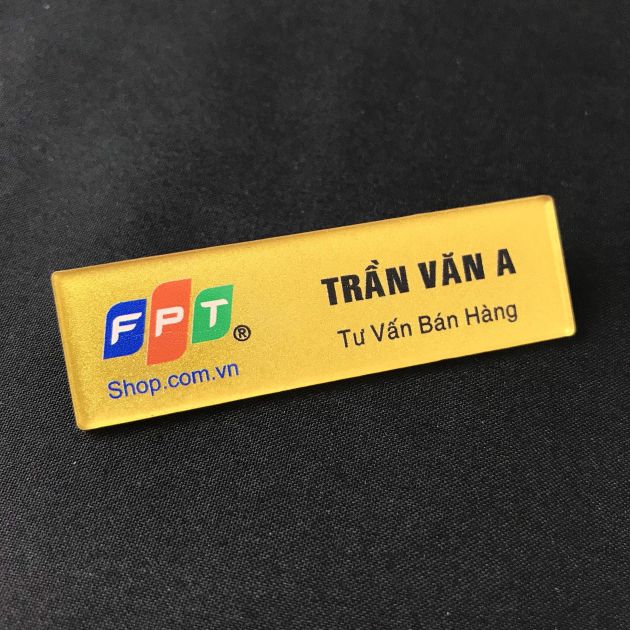 FPT®
Shop.com.vn
TRẦN VĂN A
Tư Vấn Bán Hàng